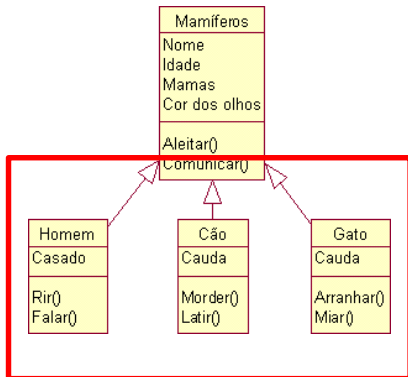 Mamíferos
Nome
Idade
Mamas
Cor dos olhos
Aleitar()
Comunicar()
Homem
Casado
Rir()
Falar()
Cão
Cauda
Morder()
Latir()
Gato
Cauda
Arranhar()
Miar()